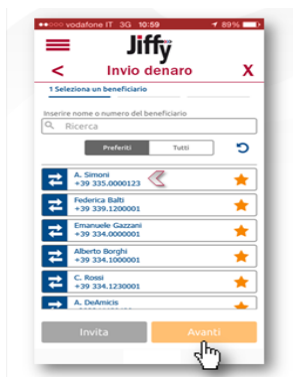 vodafone IT 3G 10:59 89%
Jiffy
< Invio denaro X
1 Seleziona un beneficiario
Inserire nome o numero del beneficiario
Ricerca
Preferiti Tutti
A. Simoni
+39 335.0000123
Federica Balti
+39 339.1200001
Emanuele Gazzani
+39 334.0000001
Alberto Borghi
+39 334.1000001
C. Rossi
+39 334.1230001
A. DeAmicis
Invita Avanti